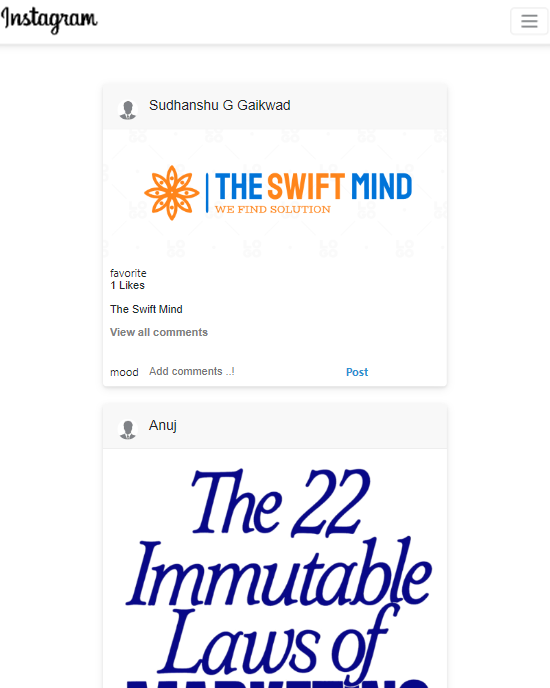 Instagram
Sudhanshu G Gaikwad
THE SWIFT MIND
WE FIND SOLUTION
favorite
1 Likes
The Swift Mind
View all comments
mood Add comments ..! Post
Anuj
The 22
Immutable
Laws of
MARKETING